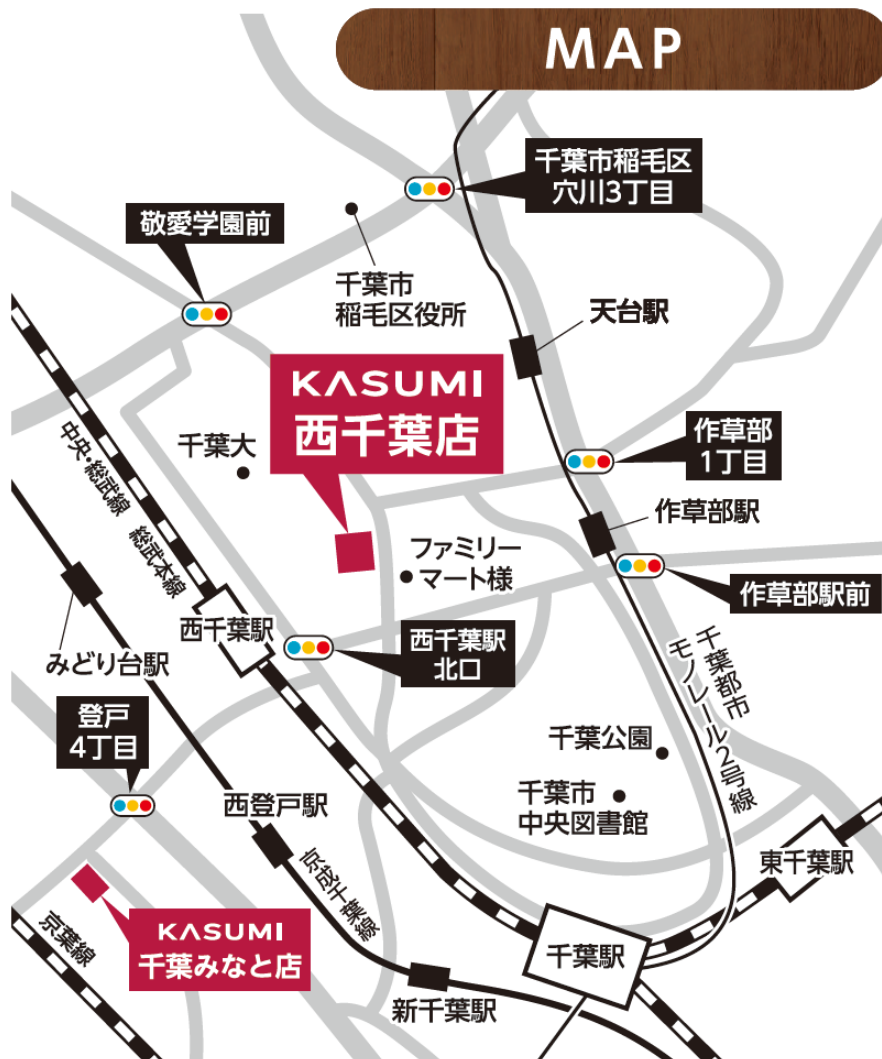 MAP
千葉市稲毛区
穴川3丁目
敬愛学園前
千葉市
稲毛区役所
天台駅
KASUMI
西千葉店
千葉大
作草部
1丁目
中央・総武線 総武本線
作草部駅
ファミリー
マート様
作草部駅前
西千葉駅
みどり台駅
西千葉駅
北口
千葉都市
モノレール2号線
登戸
4丁目
千葉公園
西登戸駅
千葉市
中央図書館
京成千葉線
東千葉駅
京葉線
KASUMI
千葉みなと店
千葉駅
新千葉駅